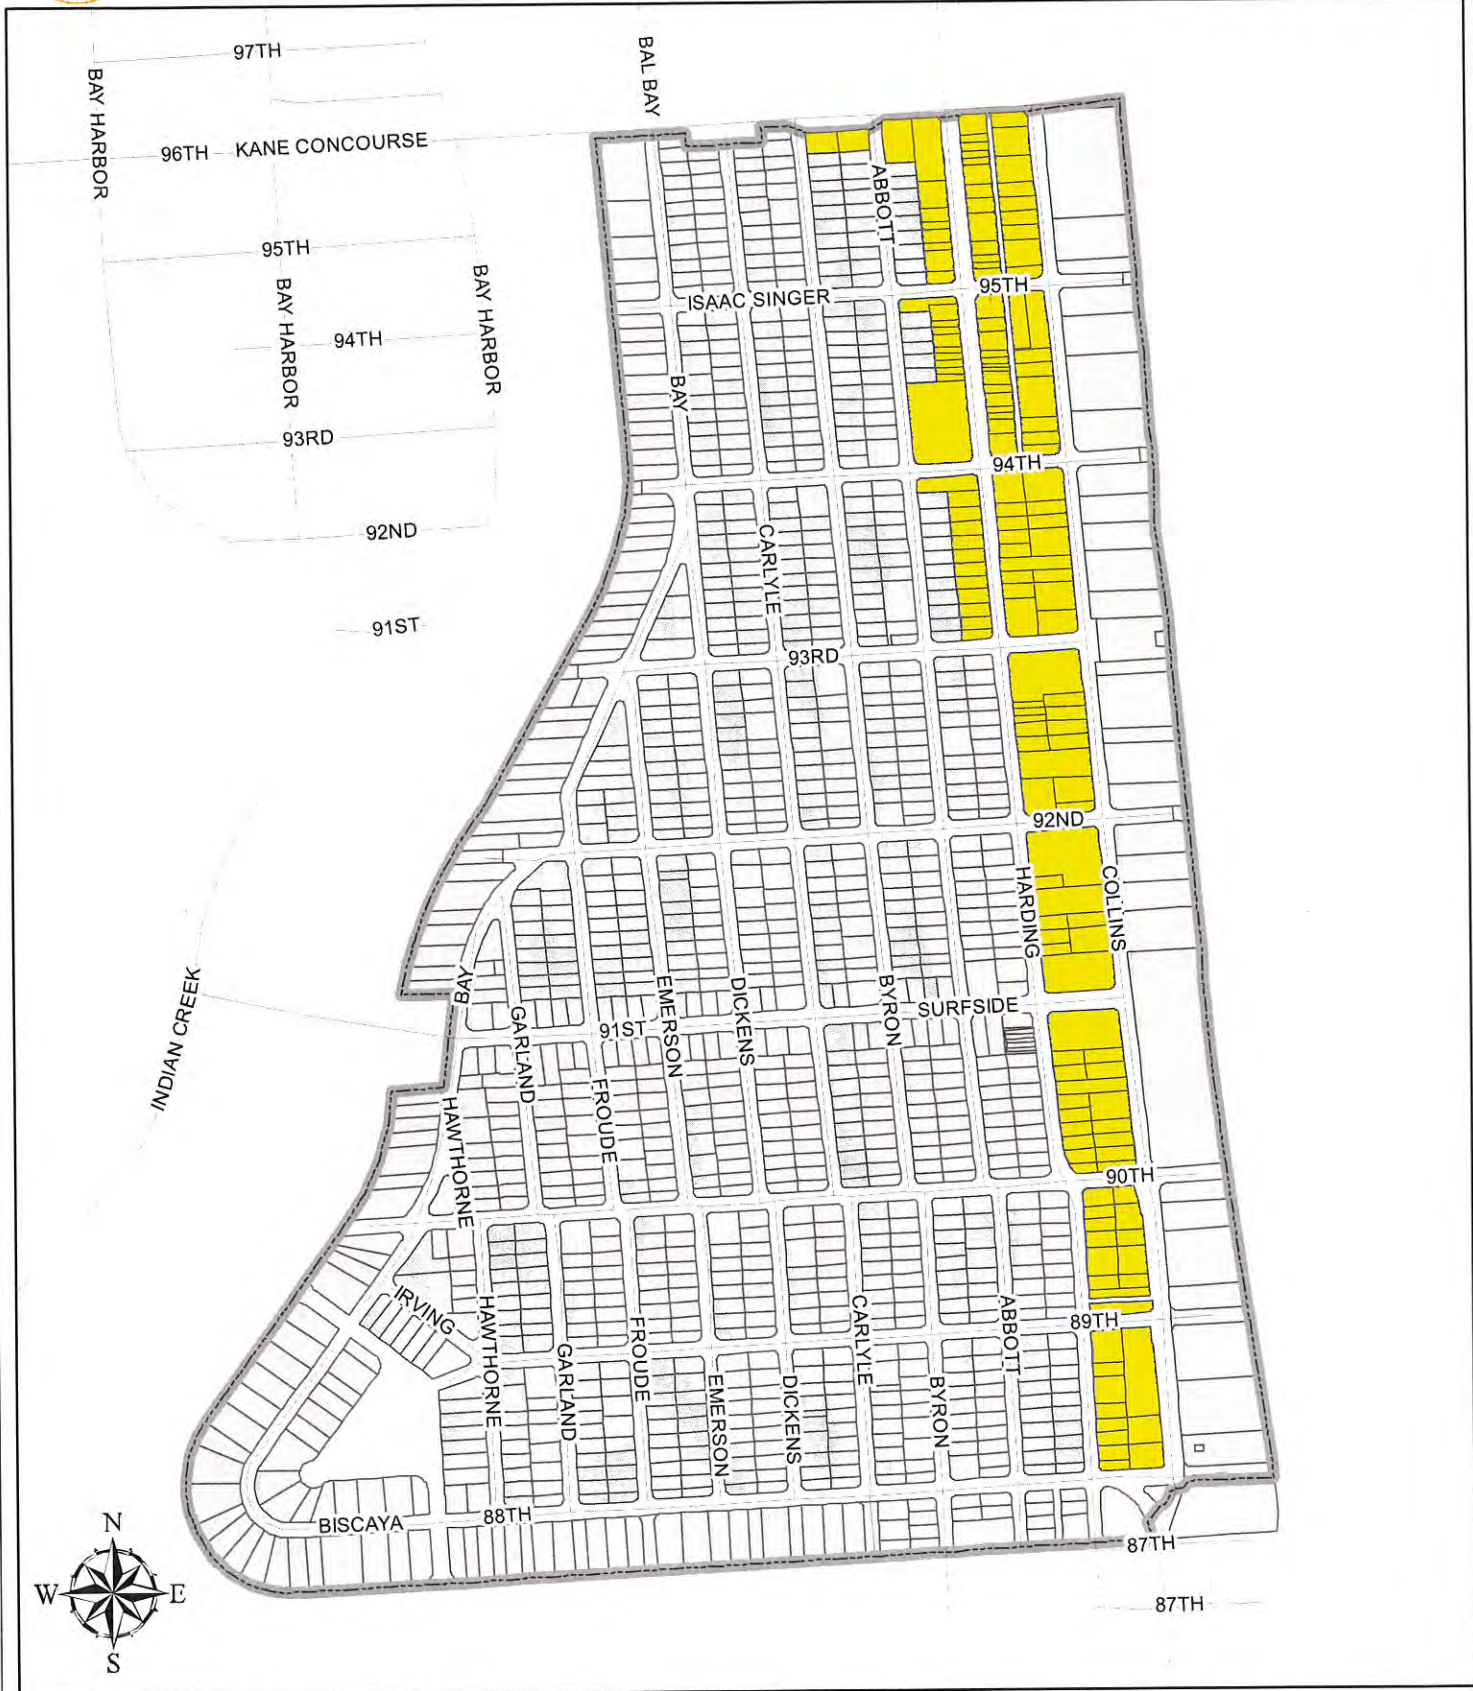 97TH
BAL BAY
BAY HARBOR
96TH
KANE CONCOURSE
ABBOTT
95TH
BAY HARBOR
BAY HARBOR
94TH
ISAAC SINGER
95TH
BAY
93RD
94TH
92ND
CARLYLE
91ST
93RD
92ND
HARDING
COLLINS
INDIAN CREEK
BAY
GARLAND
91ST
EMERSON
DICKENS
BYRON
SURFSIDE
HAWTHORNE
FROUDE
90TH
IRVING
HAWTHORNE
GARLAND
FROUDE
EMERSON
DICKENS
CARLYLE
BYRON
ABBOTT
89TH
BISCAYA
88TH
87TH
87TH
N
W
E
S